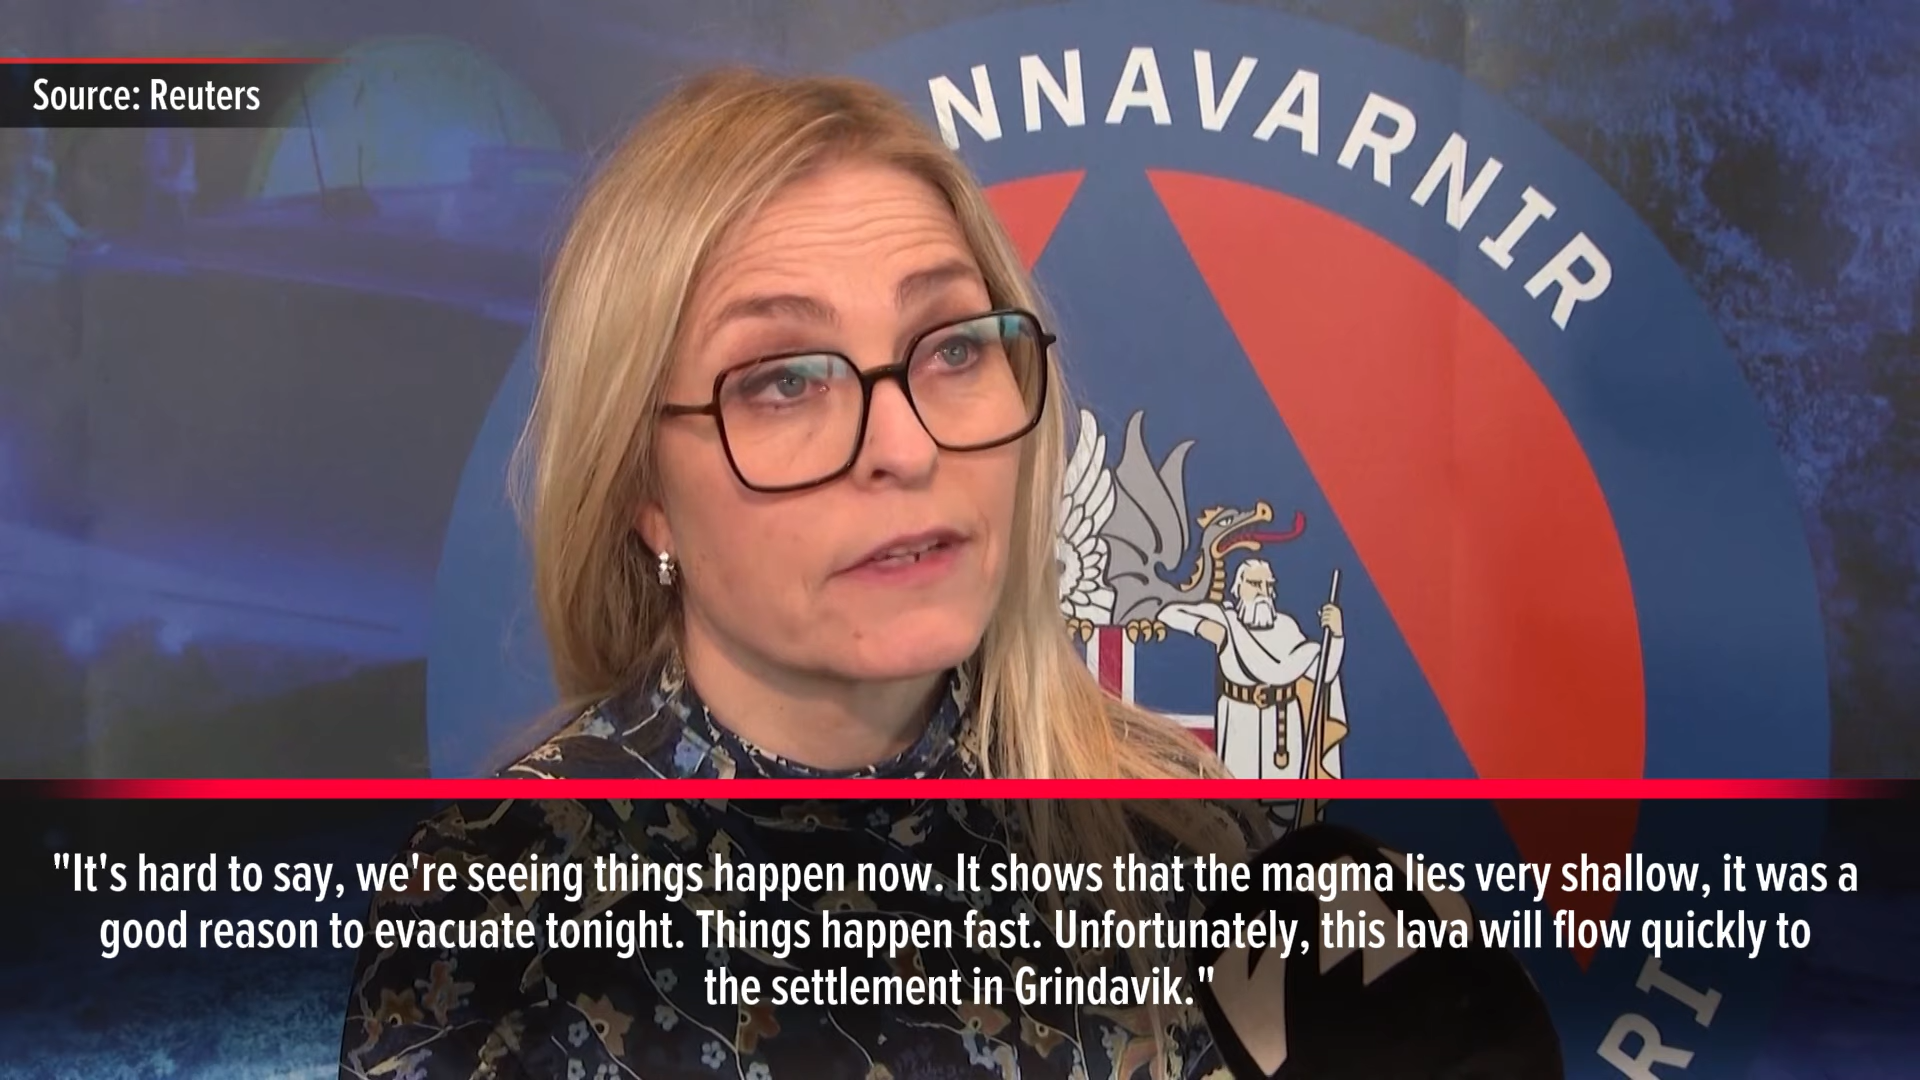 Source: Reuters
NNAVARNIR
RI
"It's hard to say, we're seeing things happen now. It shows that the magma lies very shallow, it was a
good reason to evacuate tonight. Things happen fast. Unfortunately, this lava will flow quickly to
the settlement in Grindavik."